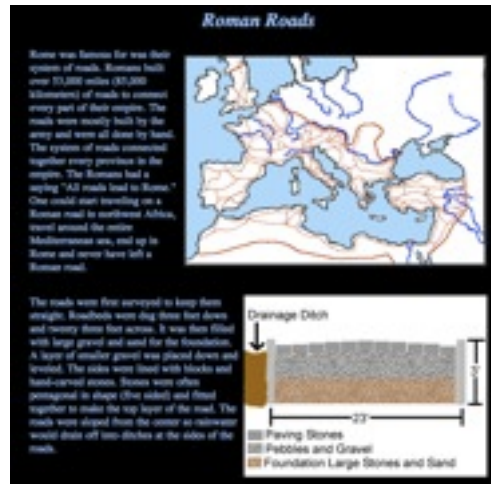 Roman Roads
Rome was famous for was their
system of roads. Romans built
over 53,000 miles (85,000
kilometers) of roads to connect
every part of their empire. The
roads were mostly built by the
army and were all done by hand.
The system of roads connected
together every province in the
empire. The Romans had a
saying "All roads lead to Rome."
One could start traveling on a
Roman road in northwest Africa,
travel around the entire
Mediterranean sea, end up in
Rome and never have left a
Roman road.
The roads were first surveyed to keep them
straight. Roadbeds were dug three feet down
and twenty three feet across. It was then filled
with large gravel and sand for the foundation.
A layer of smaller gravel was placed down and
leveled. The sides were lined with blocks and
hand-carved stones. Stones were often
pentagonal in shape (five sided) and fitted
together to make the top layer of the road. The
roads were sloped from the center so rainwater
would drain off into ditches at the sides of the
roads.
Drainage Ditch
3'
23'
Paving Stones
Pebbles and Gravel
Foundation Large Stones and Sand